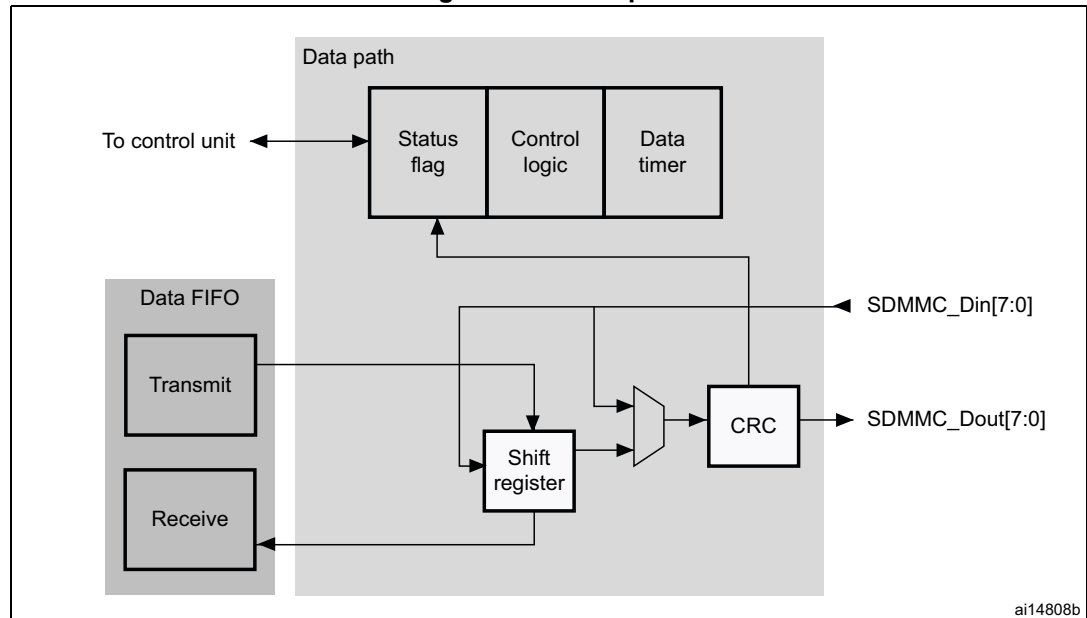 Data path
Status
flag
Control
logic
Data
timer
To control unit
Data FIFO
Transmit
Receive
SDMMC_Din[7:0]
Shift
register
CRC
SDMMC_Dout[7:0]
ai14808b